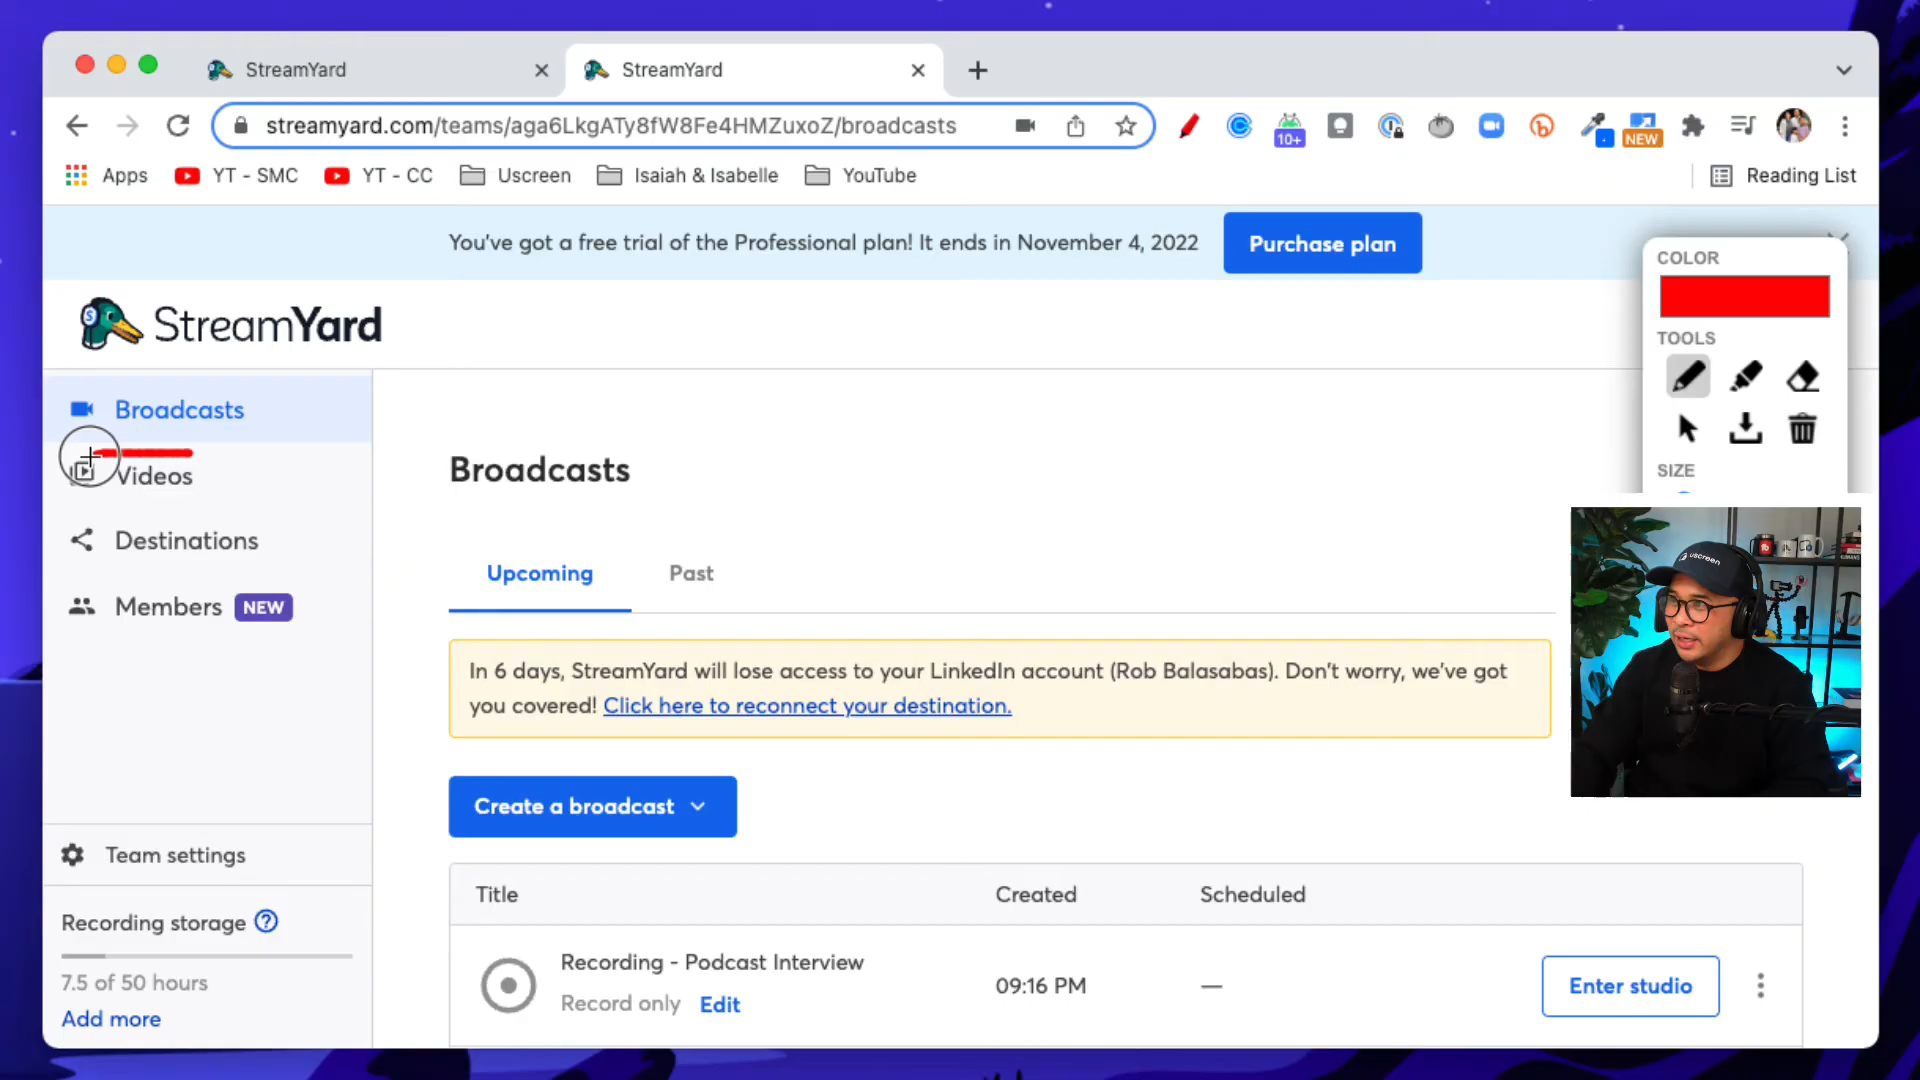 StreamYard
StreamYard
streamyard.com/teams/aga6LkgATy8fW8Fe4HMZuxoZ/broadcasts
10+
NEW
Apps
YT - SMC
YT - CC
Uscreen
Isaiah & Isabelle
YouTube
Reading List
You've got a free trial of the Professional plan! It ends in November 4, 2022
Purchase plan
COLOR
TOOLS
SIZE
StreamYard
Broadcasts
Videos
Destinations
Members NEW
Team settings
Recording storage ?
7.5 of 50 hours
Add more
Broadcasts
Upcoming
Past
In 6 days, StreamYard will lose access to your LinkedIn account (Rob Balasabas). Don't worry, we've got
you covered! Click here to reconnect your destination.
Create a broadcast
Title
Created
Scheduled
Recording - Podcast Interview
Record only Edit
09:16 PM
—
Enter studio
uscreen